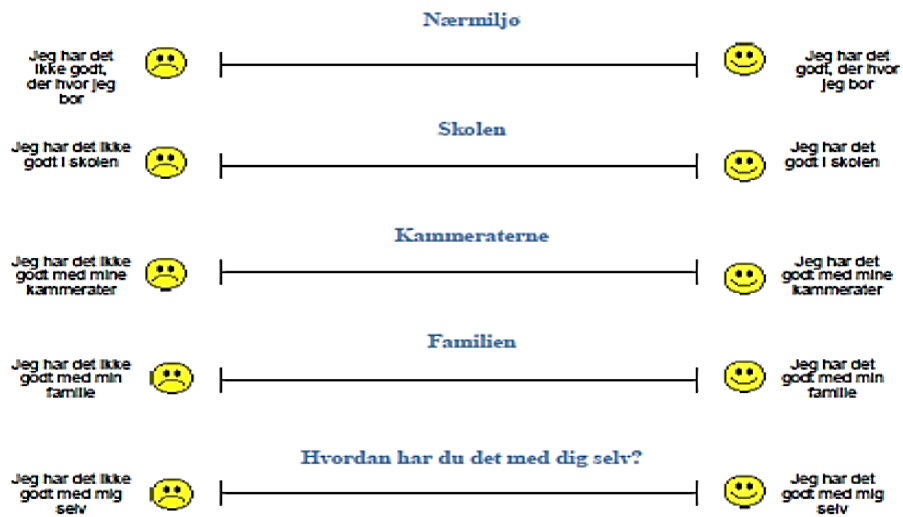 Nærmiljø
Jeg har det
ikke godt,
der hvor jeg
bor
Jeg har det
godt, der hvor
jeg bor
Skolen
Jeg har det ikke
godt i skolen
Jeg har det
godt i skolen
Kammeraterne
Jeg har det ikke
godt med mine
kammerater
Jeg har det
godt med mine
kammerater
Familien
Jeg har det ikke
godt med min
familie
Jeg har det
godt med min
familie
Hvordan har du det med dig selv?
Jeg har det ikke
godt med mig
selv
Jeg har det
godt med mig
selv